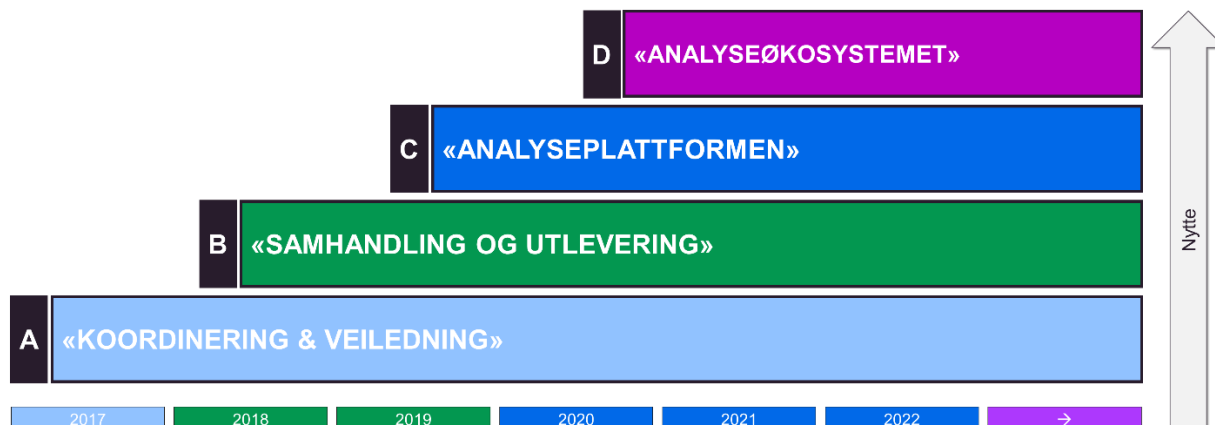 D «ANALYSEØKOSYSTEMET»
C «ANALYSEPLATTFORMEN»
B «SAMHANDLING OG UTLEVERING»
A «KOORDINERING & VEILEDNING»
Nytte
2017 2018 2019 2020 2021 2022 →